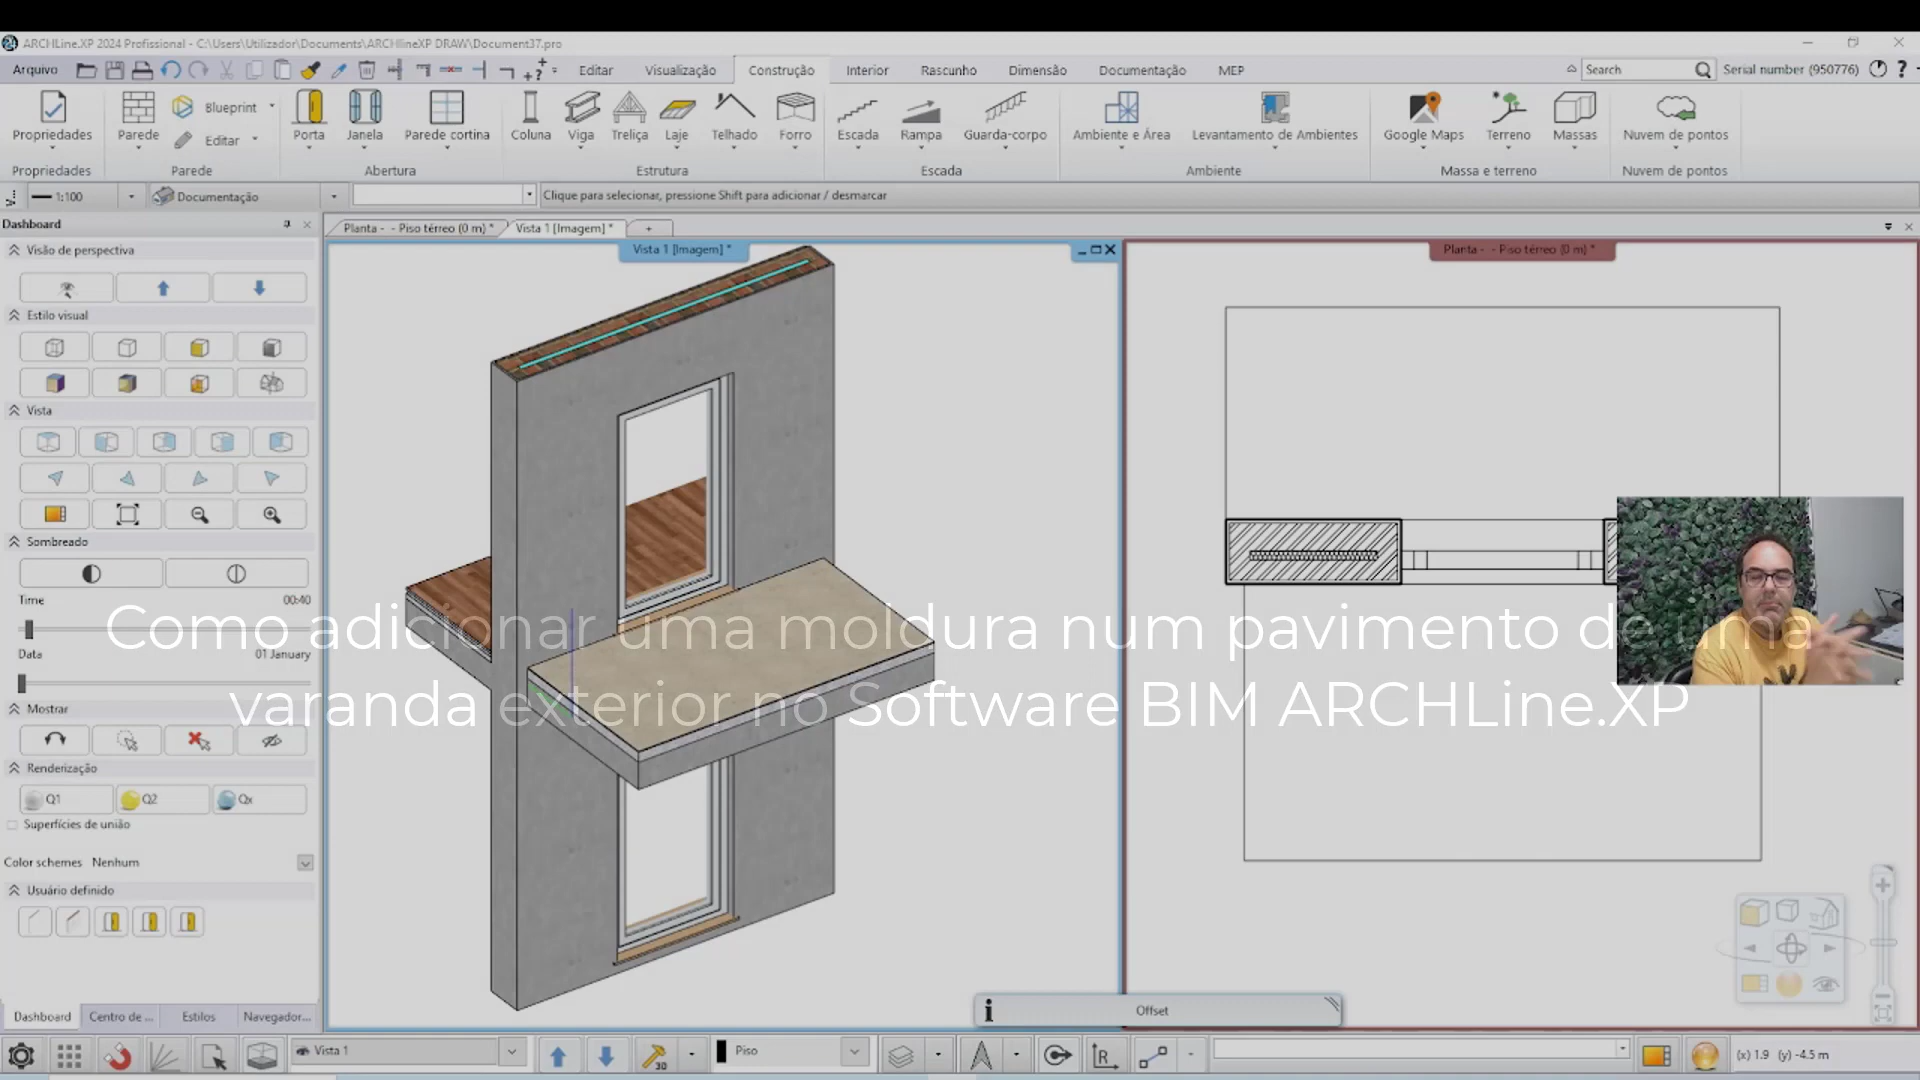 ARCHLine.XP 2024 Profissional - C:\Users\Utilizador\Documents\ARCHlineXP DRAW\Document37.pro
Arquivo Editar Visualização Construção Interior Rascunho Dimensão Documentação MEP Search Serial number (950776)
Propriedades Parede Blueprint Editar Porta Janela Parede cortina Coluna Viga Treliça Laje Telhado Forro Escada Rampa Guarda-corpo Ambiente e Área Levantamento de Ambientes Google Maps Terreno Massas Nuvem de pontos
Propriedades Parede Abertura Estrutura Escada Ambiente Massa e terreno Nuvem de pontos
1:100 Documentação Clique para selecionar, pressione Shift para adicionar / desmarcar
Dashboard
Planta - - Piso térreo (0 m) * Vista 1 [Imagem] * +
Vista 1 [Imagem] * Planta - - Piso térreo (0 m) *
Visão de perspectiva
Estilo visual
Vista
Sombreado
Time 00:40
Data 01 January
Mostrar
Renderização
Q1 Q2 Qx
Superfícies de união
Color schemes Nenhum
Usuário definido
Como adicionar uma moldura num pavimento de uma
varanda exterior no Software BIM ARCHLine.XP
Offset
Dashboard Centro de ... Estilos Navegador...
Vista 1 3D Piso (x) 1.9 (y) -4.5 m